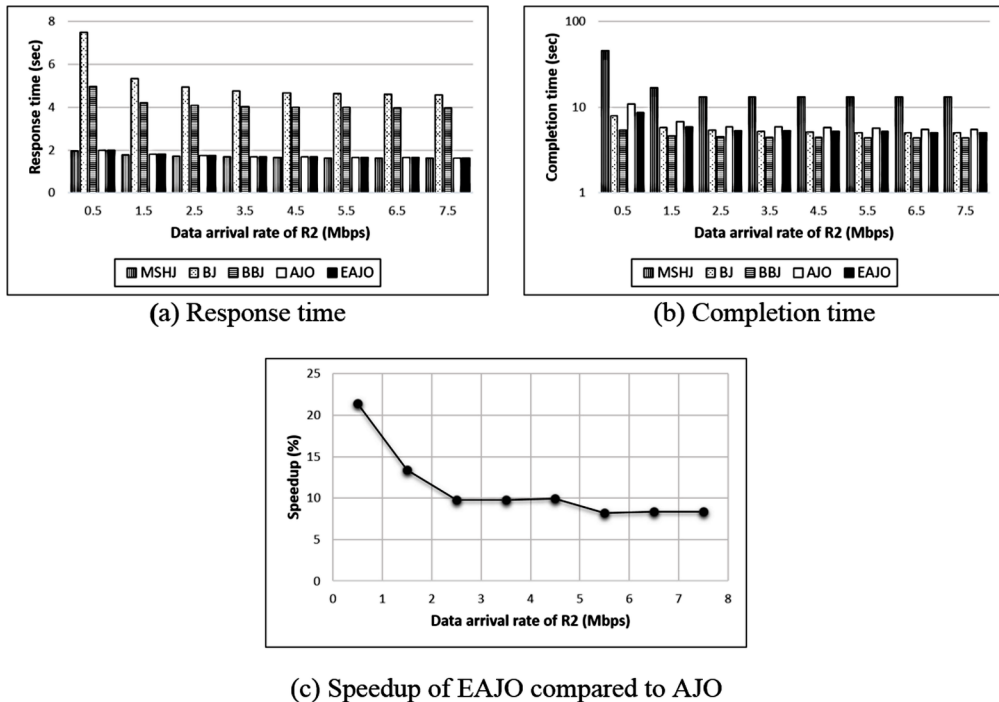 8
6
4
2
0
Response time (sec)
0.5 1.5 2.5 3.5 4.5 5.5 6.5 7.5
Data arrival rate of R2 (Mbps)
MSHJ BJ BBJ AJO EAJO
(a) Response time
100
10
1
Completion time (sec)
0.5 1.5 2.5 3.5 4.5 5.5 6.5 7.5
Data arrival rate of R2 (Mbps)
MSHJ BJ BBJ AJO EAJO
(b) Completion time
25
20
15
10
5
0
Speedup (%)
0 1 2 3 4 5 6 7 8
Data arrival rate of R2 (Mbps)
(c) Speedup of EAJO compared to AJO